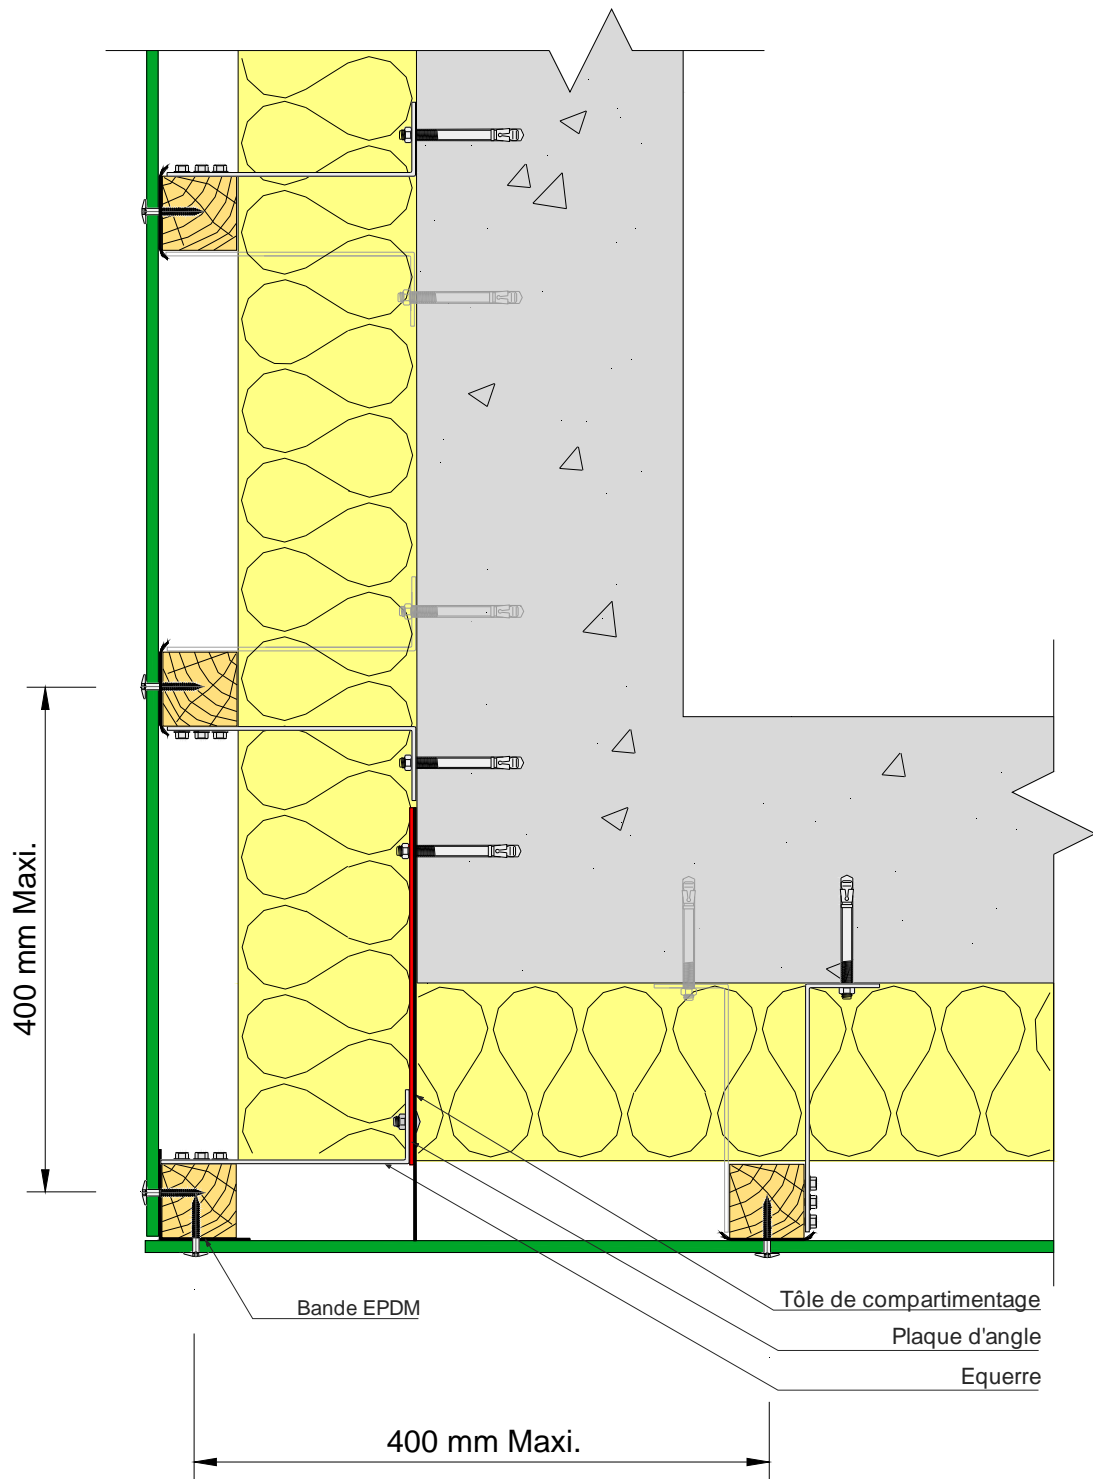 400 mm Maxi.
Bande EPDM
Tôle de compartimentage
Plaque d'angle
Equerre
400 mm Maxi.